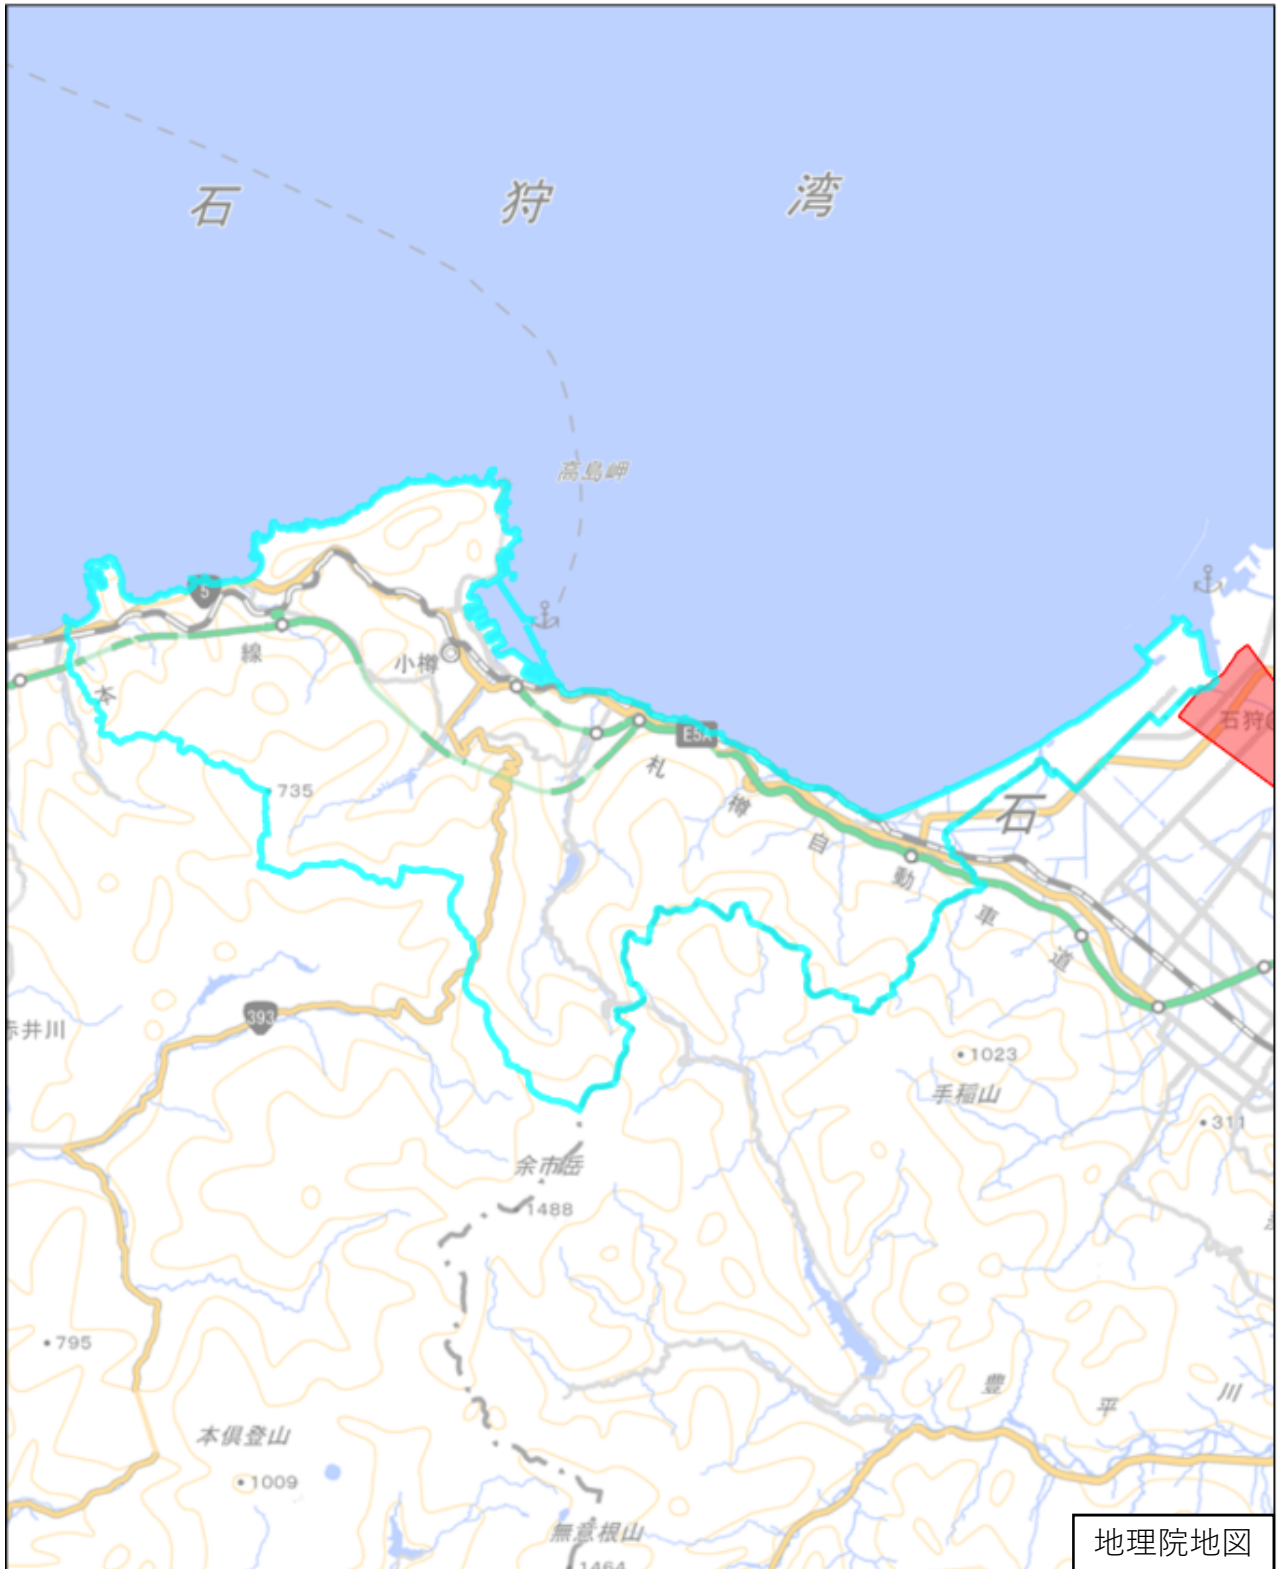 石狩湾
高島岬
5
線
小樽
本
石狩
E5A
札樽自動車道
735
石
393
井川
1023
手稲山
311
余市岳
1488
795
豊平川
本倶登山
1009
無意根山
1464
地理院地図